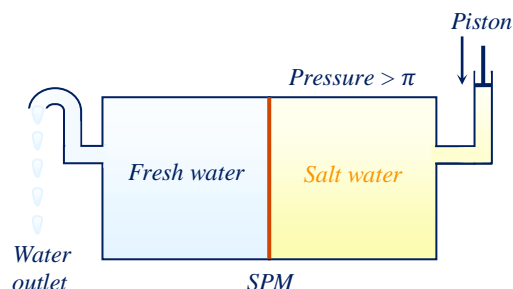 Piston
Pressure > π
Fresh water
Salt water
Water
outlet
SPM